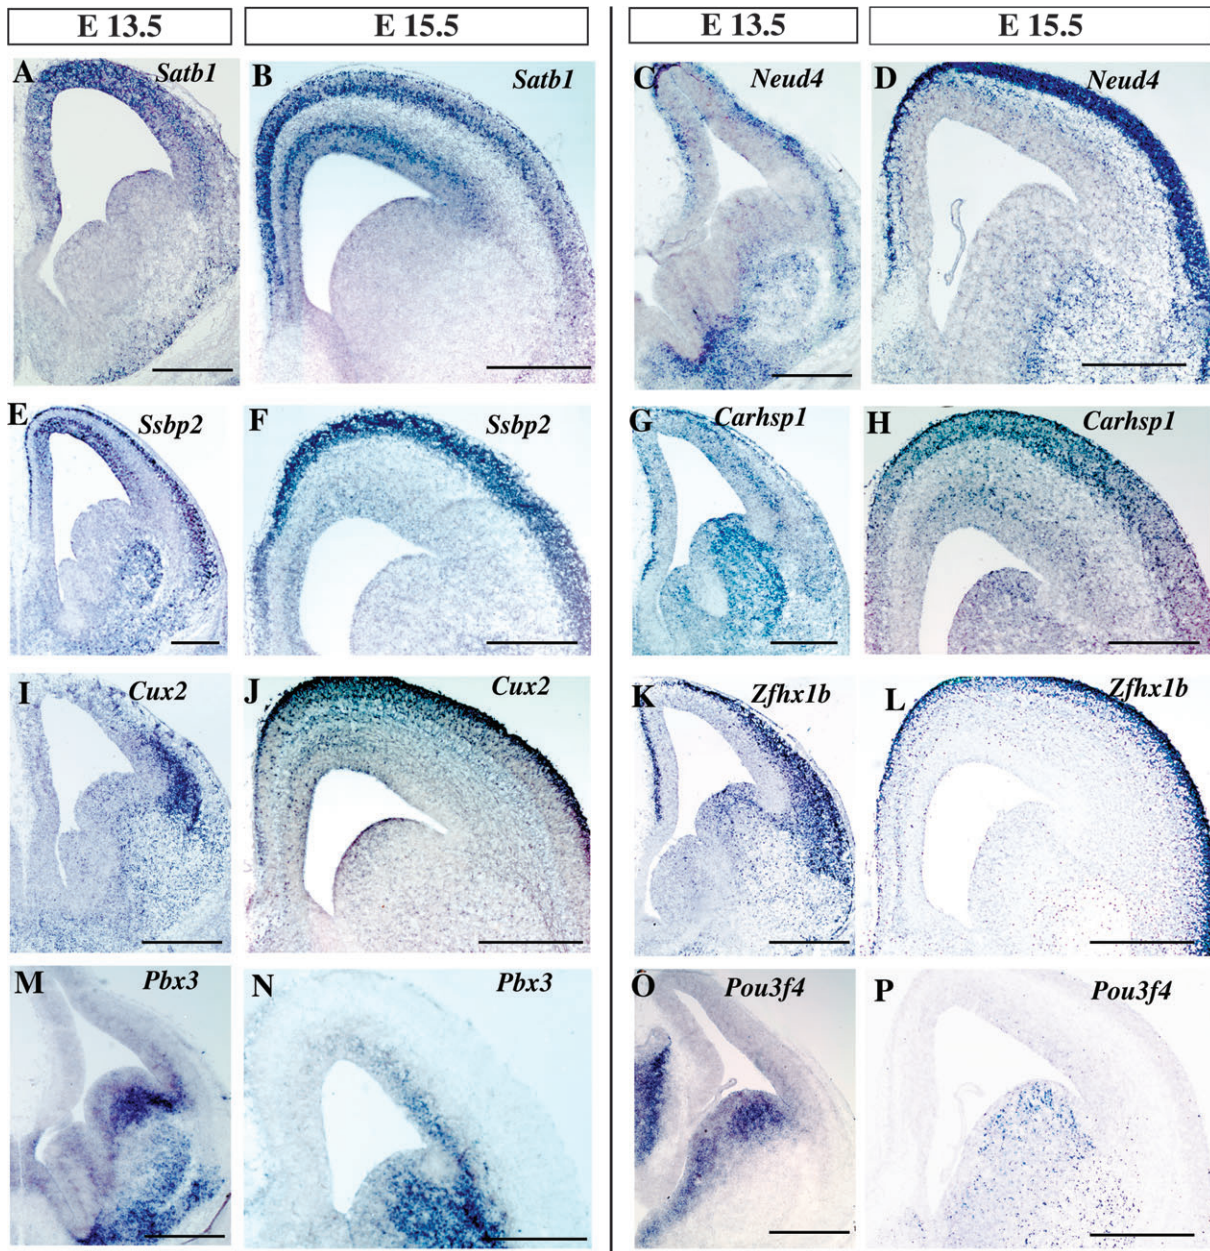 E 13.5 E 15.5 E 13.5 E 15.5
A Satb1 B Satb1 C Neud4 D Neud4
E Ssbp2 F Ssbp2 G Carhsp1 H Carhsp1
I Cux2 J Cux2 K Zfhx1b L Zfhx1b
M Pbx3 N Pbx3 O Pou3f4 P Pou3f4